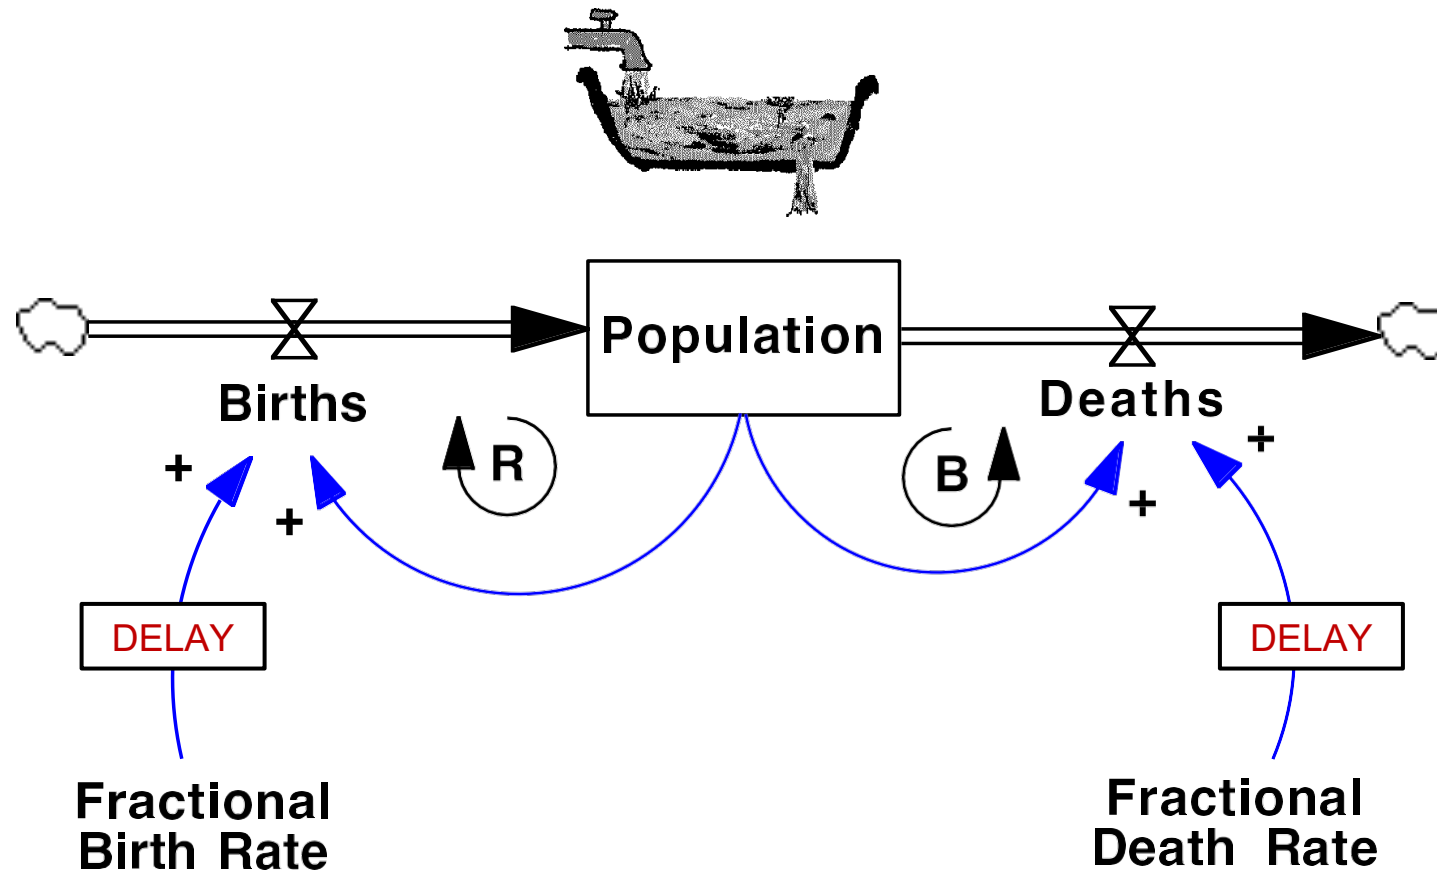 Population
Births
Deaths
+
R
B
+
+
+
DELAY
DELAY
Fractional
Birth Rate
Fractional
Death Rate